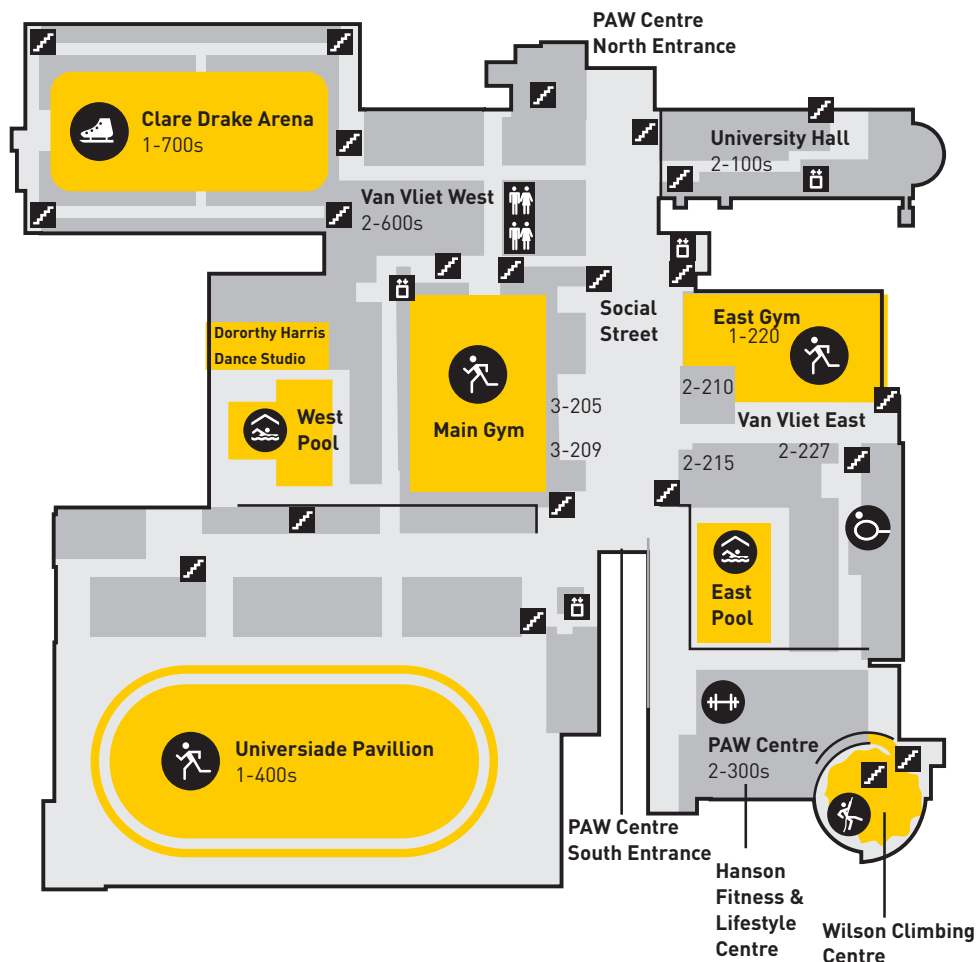 PAW Centre
North Entrance
Clare Drake Arena
1-700s
University Hall
2-100s
Van Vliet West
2-600s
Social
Street
East Gym
1-220
Dororthy Harris
Dance Studio
2-210
3-205
West
Pool
Main Gym
Van Vliet East
3-209
2-215
2-227
East
Pool
Universiade Pavillion
1-400s
PAW Centre
2-300s
PAW Centre
South Entrance
Hanson
Fitness &
Lifestyle
Centre
Wilson Climbing
Centre